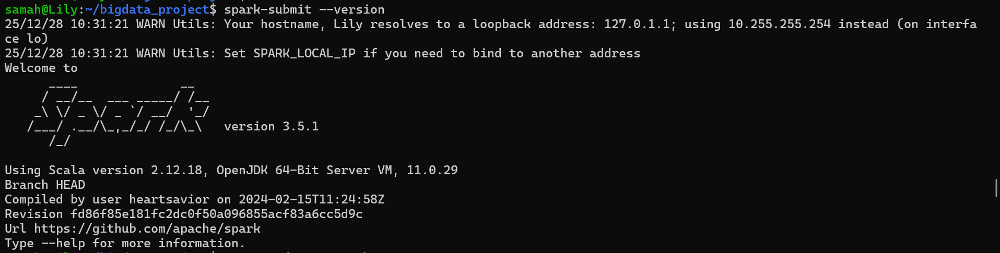 samah@Lily:~/bigdata_project$ spark-submit --version
25/12/28 10:31:21 WARN Utils: Your hostname, Lily resolves to a loopback address: 127.0.1.1; using 10.255.255.254 instead (on interfa
ce lo)
25/12/28 10:31:21 WARN Utils: Set SPARK_LOCAL_IP if you need to bind to another address
Welcome to
      ____              __
     / __/__  ___ _____/ /__
    _\ \/ _ \/ _ `/ __/  '_/
   /___/ .__/\_,_/_/ /_/\_\   version 3.5.1
      /_/

Using Scala version 2.12.18, OpenJDK 64-Bit Server VM, 11.0.29
Branch HEAD
Compiled by user heartsavior on 2024-02-15T11:24:58Z
Revision fd86f85e181fc2dc0f50a096855acf83a6cc5d9c
Url https://github.com/apache/spark
Type --help for more information.